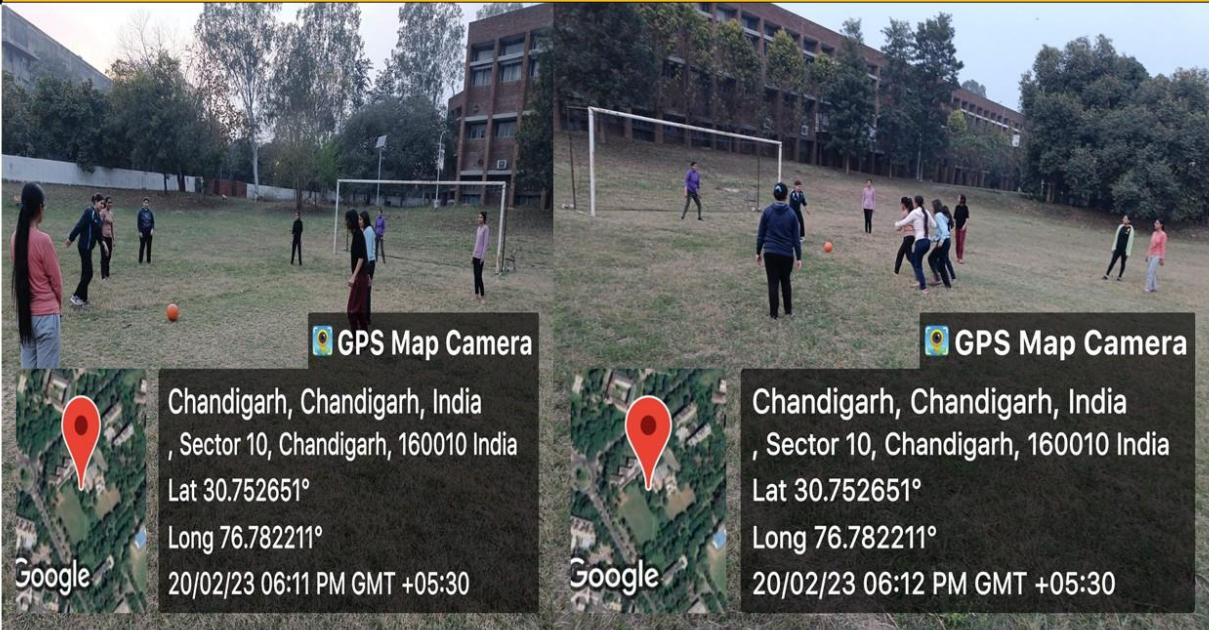 GPS Map Camera
Chandigarh, Chandigarh, India
, Sector 10, Chandigarh, 160010 India
Lat 30.752651°
Long 76.782211°
20/02/23 06:11 PM GMT +05:30
Google
GPS Map Camera
Chandigarh, Chandigarh, India
, Sector 10, Chandigarh, 160010 India
Lat 30.752651°
Long 76.782211°
20/02/23 06:12 PM GMT +05:30
Google